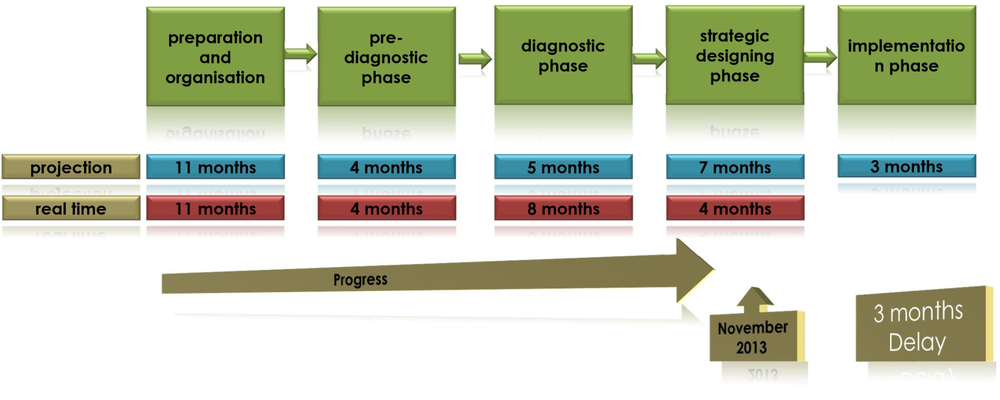 preparation
and
organisation
pre-
diagnostic
phase
diagnostic
phase
strategic
designing
phase
implementatio
n phase
projection
11 months
4 months
5 months
7 months
3 months
real time
11 months
4 months
8 months
4 months
Progress
November
2013
3 months
Delay